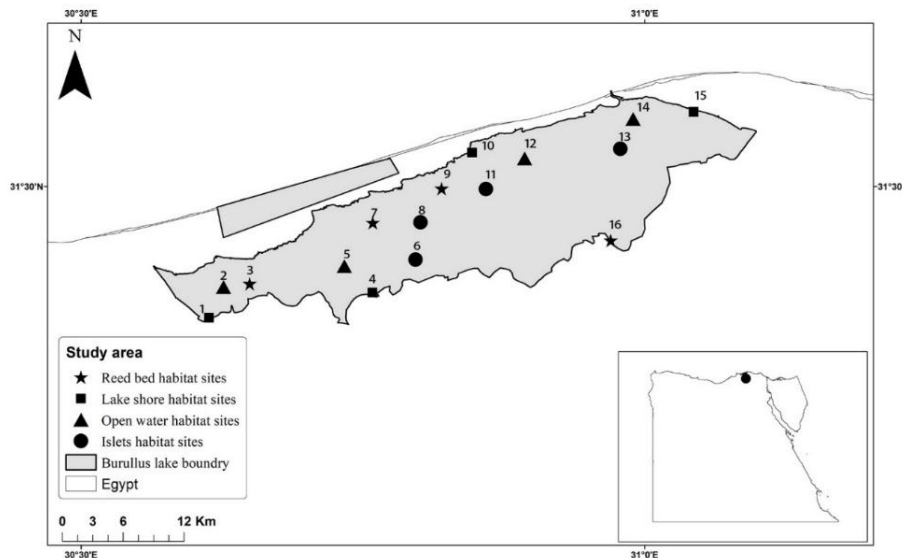 30°30'E 31°0'E
N
15
14
13
10
12
31°30'N 31°30'N
9
11
7
8
16
6
5
3
2
4
1
Study area
Reed bed habitat sites
Lake shore habitat sites
Open water habitat sites
Islets habitat sites
Burullus lake boundry
Egypt
0 3 6 12 Km
30°30'E 31°0'E